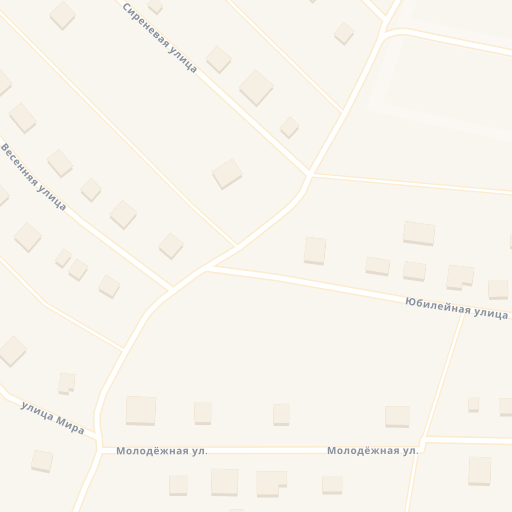 Сиреневая улица
Весенняя улица
Юбилейная улица
улица Мира
Молодёжная ул.
Молодёжная ул.